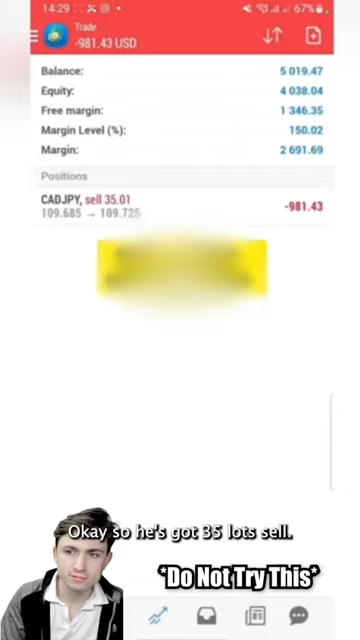 14:29
67%
Trade
-981.43 USD
Balance: 5 019.47
Equity: 4 038.04
Free margin: 1 346.35
Margin Level (%): 150.02
Margin: 2 691.69
Positions
CADJPY, sell 35.01
109.685 → 109.725
-981.43
Okay so he's got 35 lots sell.
*Do Not Try This*